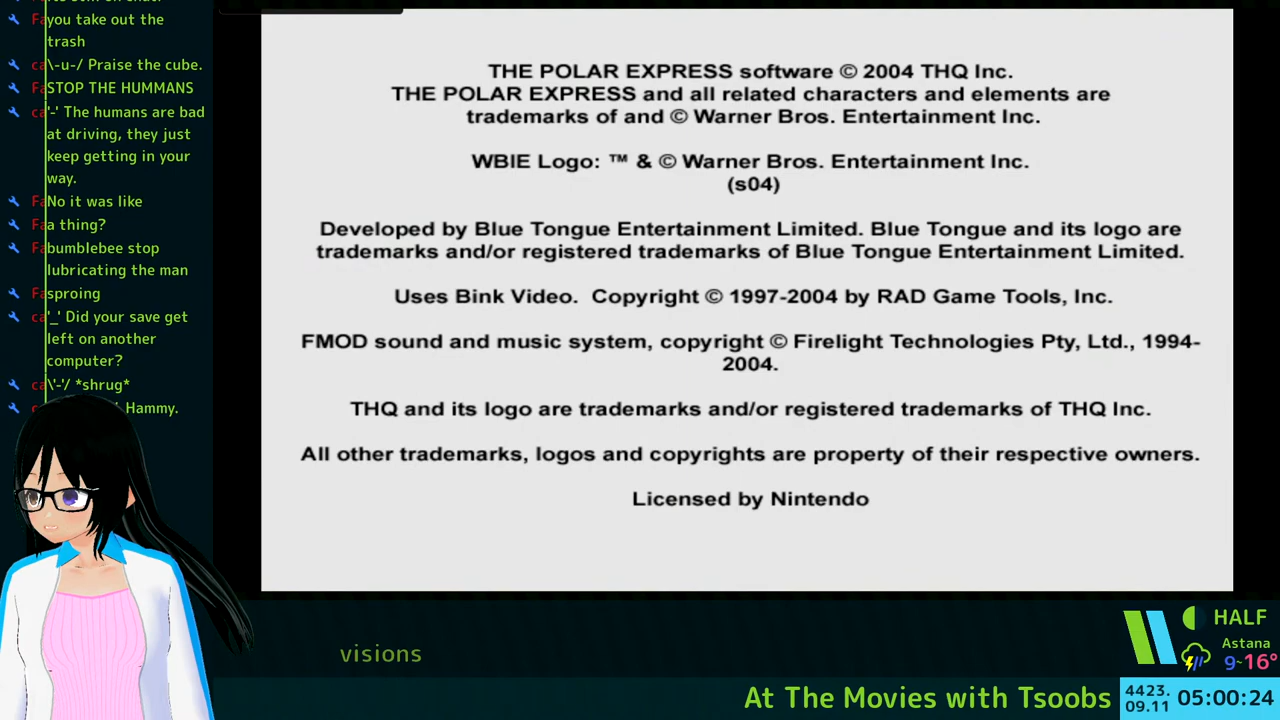 you take out the
trash
\-u-/ Praise the cube.
STOP THE HUMMANS
'-' The humans are bad
at driving, they just
keep getting in your
way.
No it was like
a thing?
bumblebee stop
lubricating the man
sproing
'_' Did your save get
left on another
computer?
\'-'/ *shrug*
Hammy.
THE POLAR EXPRESS software © 2004 THQ Inc.
THE POLAR EXPRESS and all related characters and elements are
trademarks of and © Warner Bros. Entertainment Inc.
WBIE Logo: ™ & © Warner Bros. Entertainment Inc.
(s04)
Developed by Blue Tongue Entertainment Limited. Blue Tongue and its logo are
trademarks and/or registered trademarks of Blue Tongue Entertainment Limited.
Uses Bink Video. Copyright © 1997-2004 by RAD Game Tools, Inc.
FMOD sound and music system, copyright © Firelight Technologies Pty, Ltd., 1994-
2004.
THQ and its logo are trademarks and/or registered trademarks of THQ Inc.
All other trademarks, logos and copyrights are property of their respective owners.
Licensed by Nintendo
visions
HALF
Astana
9~16°
At The Movies with Tsoobs
4423.
09.11
05:00:24